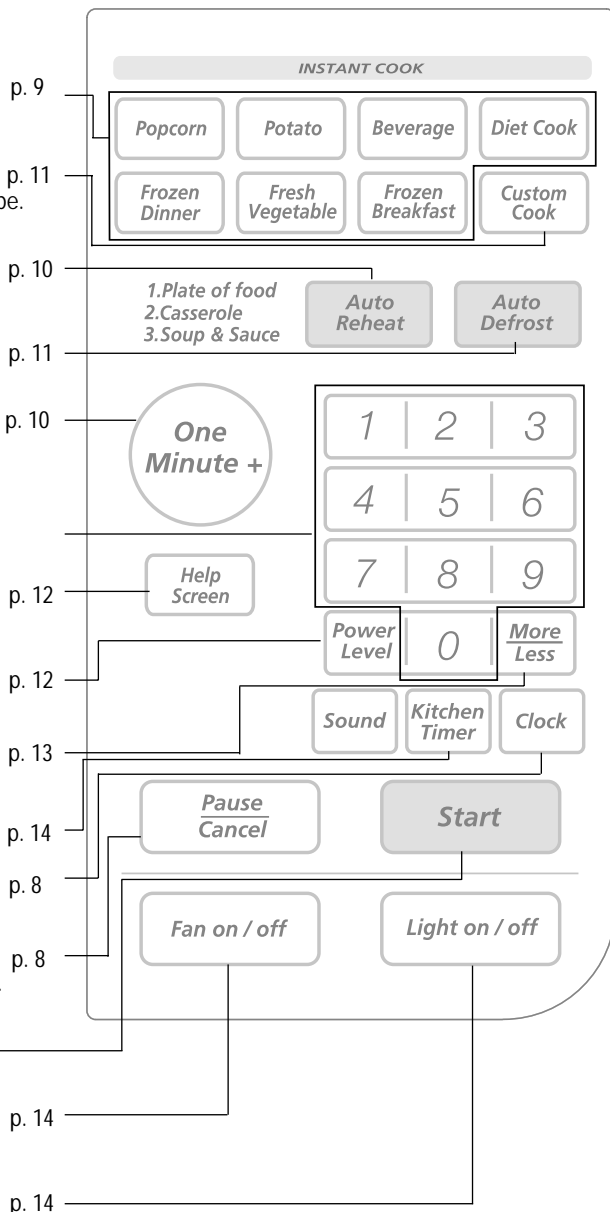 INSTANT COOK
p. 9
Popcorn Potato Beverage Diet Cook
p. 11
pe.
Frozen Dinner
Fresh Vegetable
Frozen Breakfast
Custom Cook
p. 10
1.Plate of food
2.Casserole
3.Soup & Sauce
Auto Reheat
Auto Defrost
p. 11
p. 10
One
Minute +
1 2 3
4 5 6
7 8 9
Help
Screen
p. 12
Power
Level
0
More
Less
p. 12
Sound
Kitchen
Timer
Clock
p. 13
Pause
Cancel
Start
p. 14
p. 8
Fan on / off
Light on / off
p. 8
p. 14
p. 14